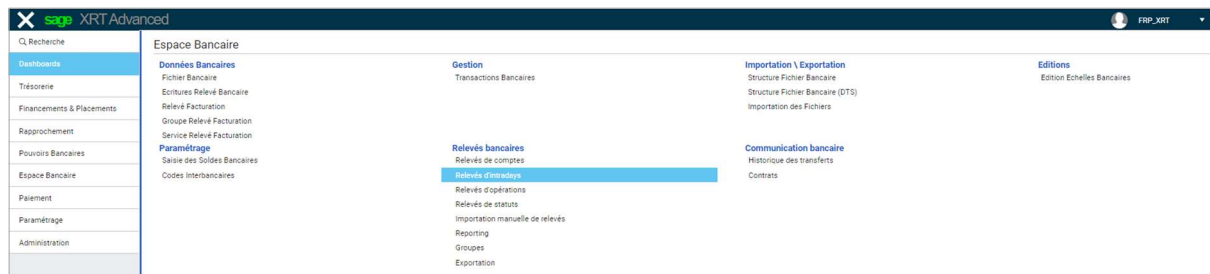 sage XRT Advanced
FRP_XRT
Recherche
Dashboards
Trésorerie
Financements & Placements
Rapprochement
Pouvoirs Bancaires
Espace Bancaire
Paiement
Paramétrage
Administration
Espace Bancaire
Données Bancaires
Fichier Bancaire
Ecritures Relevé Bancaire
Relevé Facturation
Groupe Relevé Facturation
Service Relevé Facturation
Gestion
Transactions Bancaires
Importation \ Exportation
Structure Fichier Bancaire
Structure Fichier Bancaire (DTS)
Importation des Fichiers
Editions
Edition Echelles Bancaires
Paramétrage
Saisie des Soldes Bancaires
Codes Interbancaires
Relevés bancaires
Relevés de comptes
Relevés d'intradays
Relevés d'opérations
Relevés de statuts
Importation manuelle de relevés
Reporting
Groupes
Exportation
Communication bancaire
Historique des transferts
Contrats